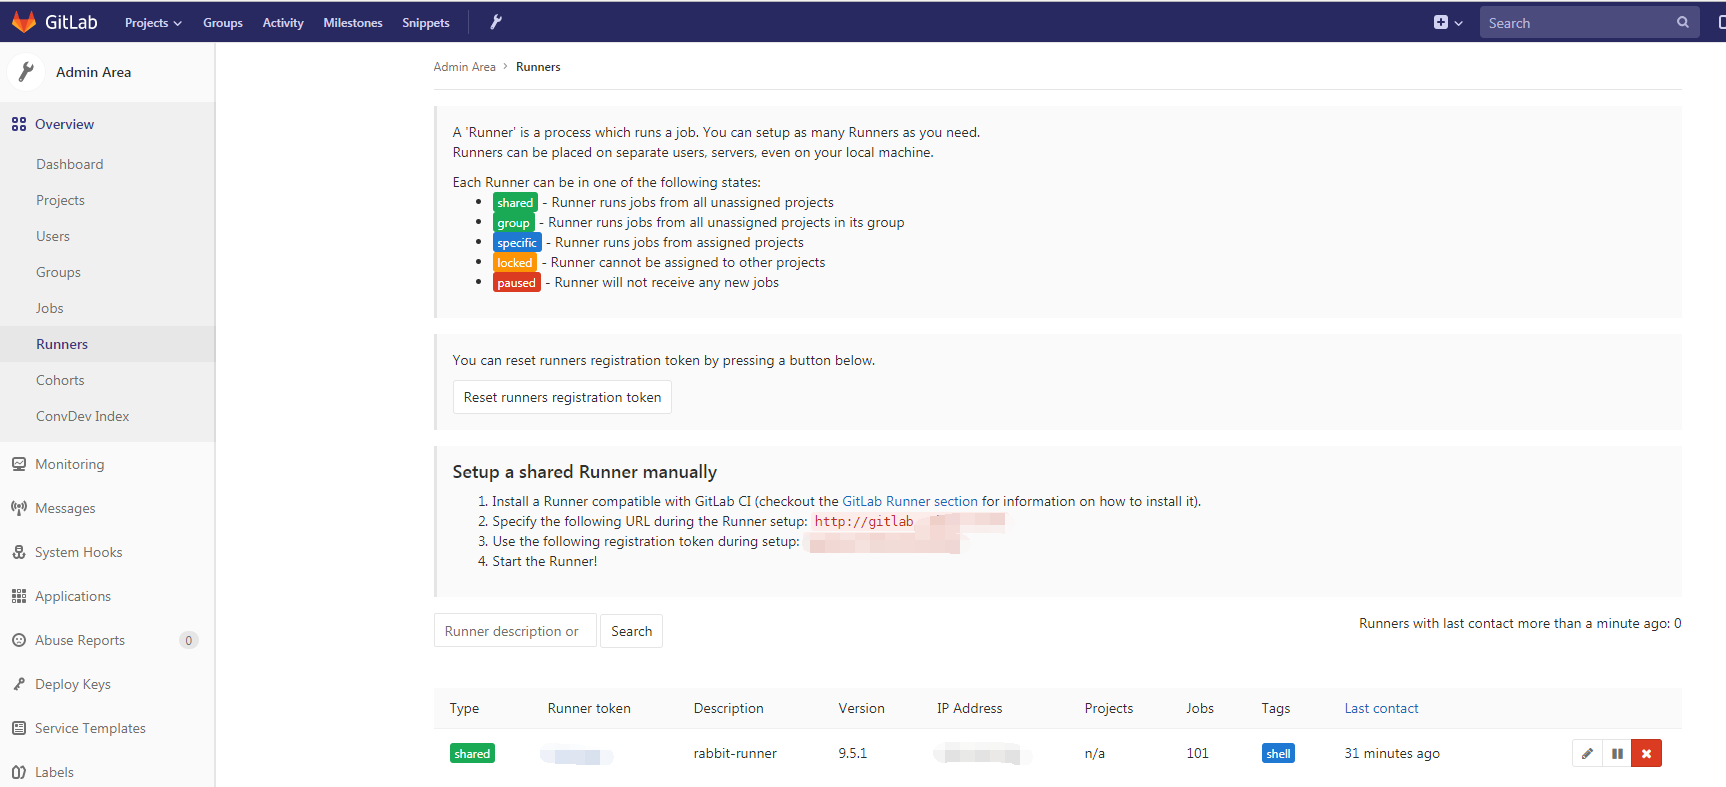 GitLab Projects Groups Activity Milestones Snippets Search
Admin Area
Overview
Dashboard
Projects
Users
Groups
Jobs
Runners
Cohorts
ConvDev Index
Monitoring
Messages
System Hooks
Applications
Abuse Reports 0
Deploy Keys
Service Templates
Labels
Admin Area > Runners
A 'Runner' is a process which runs a job. You can setup as many Runners as you need.
Runners can be placed on separate users, servers, even on your local machine.
Each Runner can be in one of the following states:
• shared - Runner runs jobs from all unassigned projects
• group - Runner runs jobs from all unassigned projects in its group
• specific - Runner runs jobs from assigned projects
• locked - Runner cannot be assigned to other projects
• paused - Runner will not receive any new jobs
You can reset runners registration token by pressing a button below.
Reset runners registration token
Setup a shared Runner manually
1. Install a Runner compatible with GitLab CI (checkout the GitLab Runner section for information on how to install it).
2. Specify the following URL during the Runner setup: http://gitlab
3. Use the following registration token during setup:
4. Start the Runner!
Runner description or Search
Runners with last contact more than a minute ago: 0
Type Runner token Description Version IP Address Projects Jobs Tags Last contact
shared rabbit-runner 9.5.1 n/a 101 shell 31 minutes ago